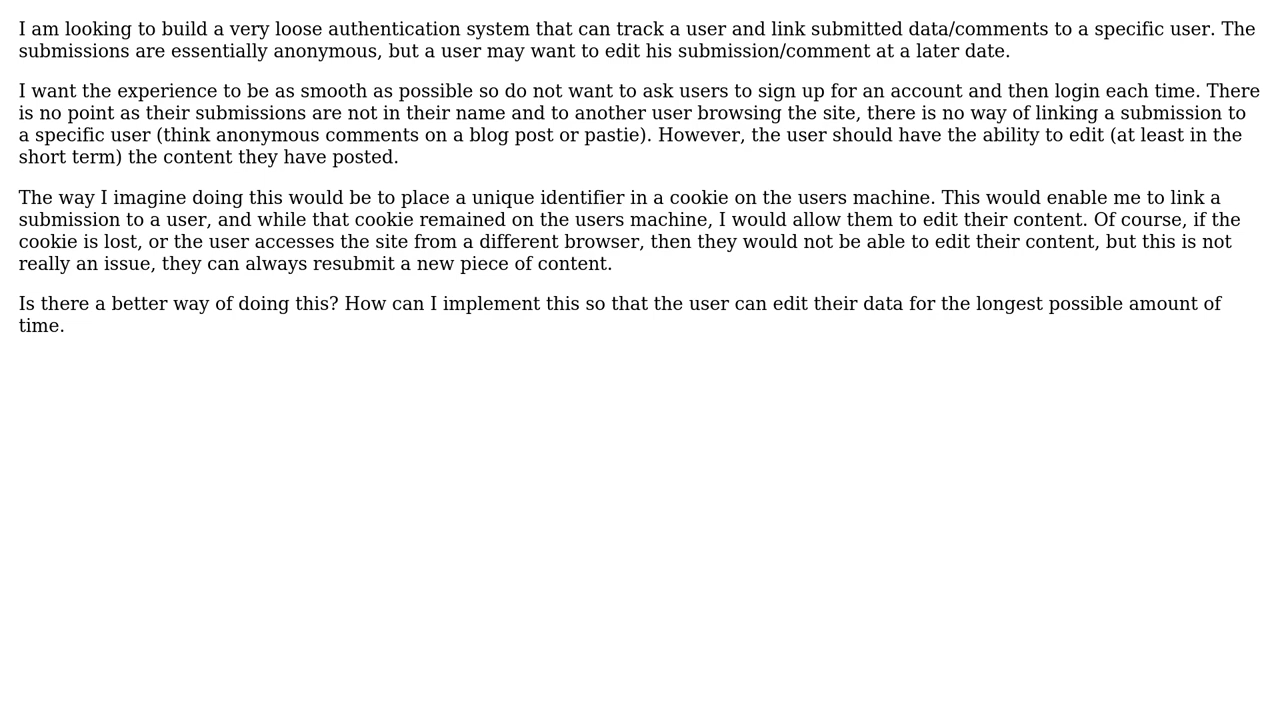 I am looking to build a very loose authentication system that can track a user and link submitted data/comments to a specific user. The
submissions are essentially anonymous, but a user may want to edit his submission/comment at a later date.
I want the experience to be as smooth as possible so do not want to ask users to sign up for an account and then login each time. There
is no point as their submissions are not in their name and to another user browsing the site, there is no way of linking a submission to
a specific user (think anonymous comments on a blog post or pastie). However, the user should have the ability to edit (at least in the
short term) the content they have posted.
The way I imagine doing this would be to place a unique identifier in a cookie on the users machine. This would enable me to link a
submission to a user, and while that cookie remained on the users machine, I would allow them to edit their content. Of course, if the
cookie is lost, or the user accesses the site from a different browser, then they would not be able to edit their content, but this is not
really an issue, they can always resubmit a new piece of content.
Is there a better way of doing this? How can I implement this so that the user can edit their data for the longest possible amount of
time.